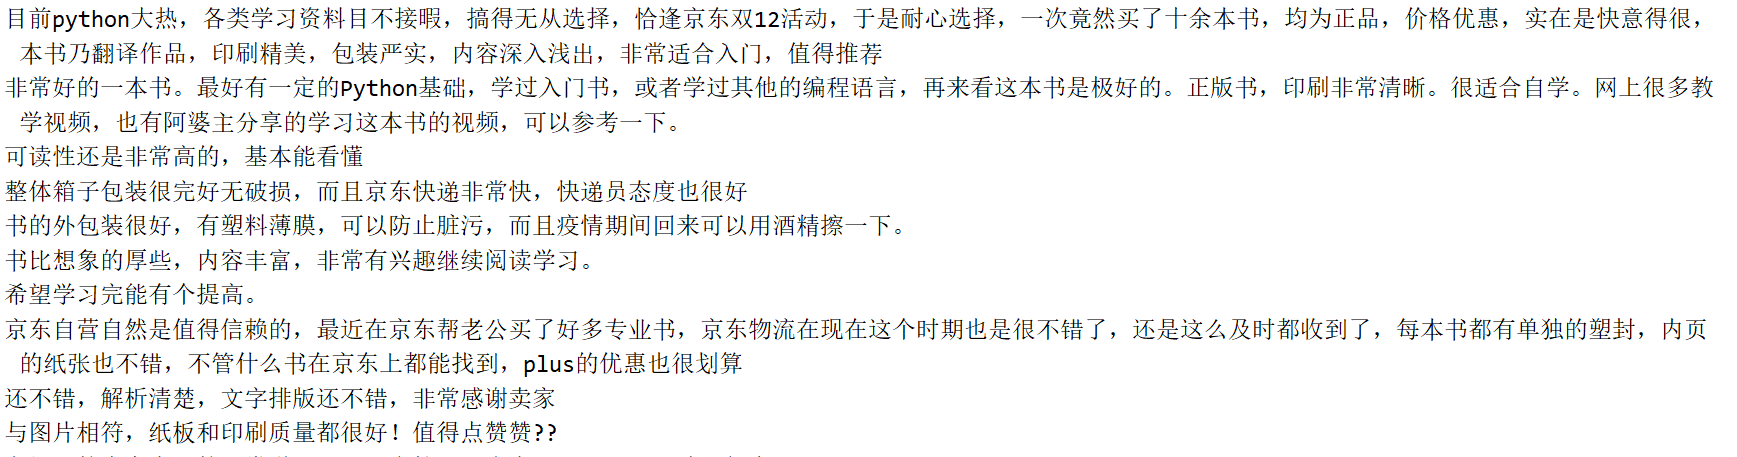 目前python大热，各类学习资料目不接暇，搞得无从选择，恰逢京东双12活动，于是耐心选择，一次竟然买了十余本书，均为正品，价格优惠，实在是快意得很，
本书乃翻译作品，印刷精美，包装严实，内容深入浅出，非常适合入门，值得推荐
非常好的一本书。最好有一定的Python基础，学过入门书，或者学过其他的编程语言，再来看这本书是极好的。正版书，印刷非常清晰。很适合自学。网上很多教
学视频，也有阿婆主分享的学习这本书的视频，可以参考一下。
可读性还是非常高的，基本能看懂
整体箱子包装很完好无破损，而且京东快递非常快，快递员态度也很好
书的外包装很好，有塑料薄膜，可以防止脏污，而且疫情期间回来可以用酒精擦一下。
书比想象的厚些，内容丰富，非常有兴趣继续阅读学习。
希望学习完能有个提高。
京东自营自然是值得信赖的，最近在京东帮老公买了好多专业书，京东物流在现在这个时期也是很不错了，还是这么及时都收到了，每本书都有单独的塑封，内页
的纸张也不错，不管什么书在京东上都能找到，plus的优惠也很划算
还不错，解析清楚，文字排版还不错，非常感谢卖家
与图片相符，纸板和印刷质量都很好！值得点赞赞??